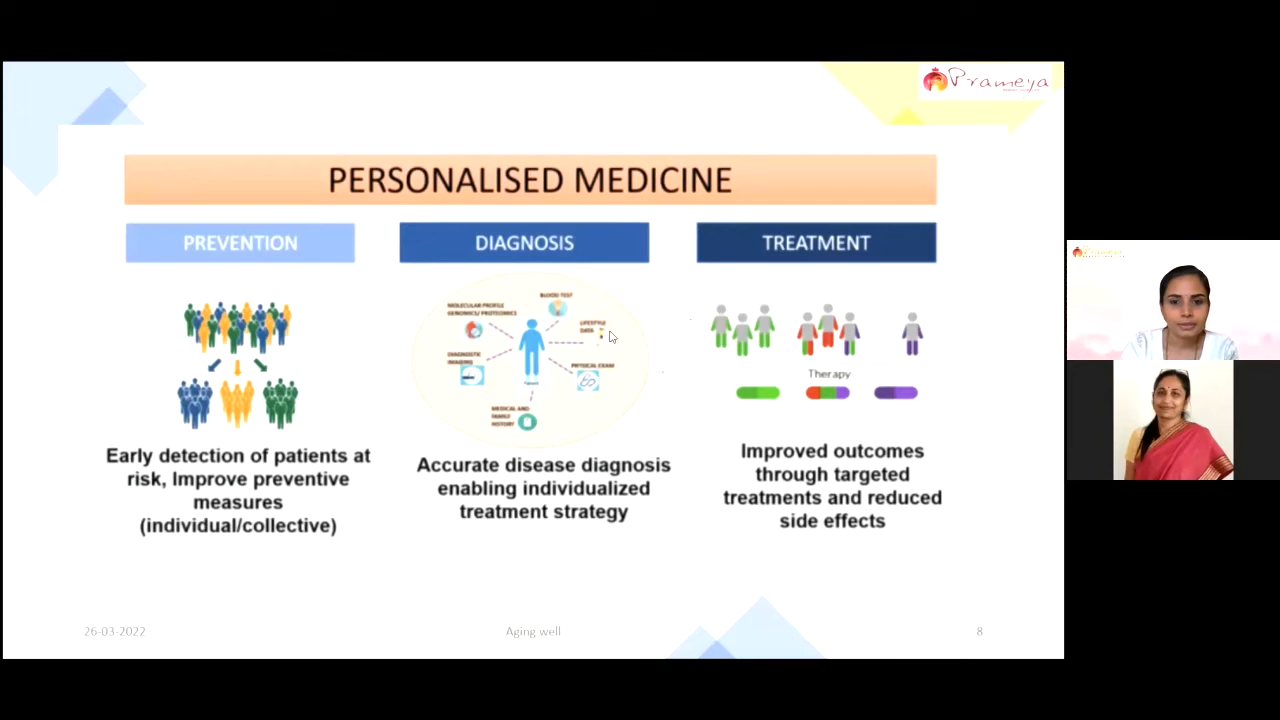 Prameya
PERSONALISED MEDICINE
PREVENTION
DIAGNOSIS
TREATMENT
BLOOD TEST
MOLECULAR PROFILE
GENOMICS/ PROTEOMICS
LIFESTYLE
DATA
DIAGNOSTIC
IMAGING
PHYSICAL EXAM
MEDICAL AND
FAMILY
HISTORY
Therapy
Early detection of patients at
risk, Improve preventive
measures
(individual/collective)
Accurate disease diagnosis
enabling individualized
treatment strategy
Improved outcomes
through targeted
treatments and reduced
side effects
26-03-2022
Aging well
8
Prameya